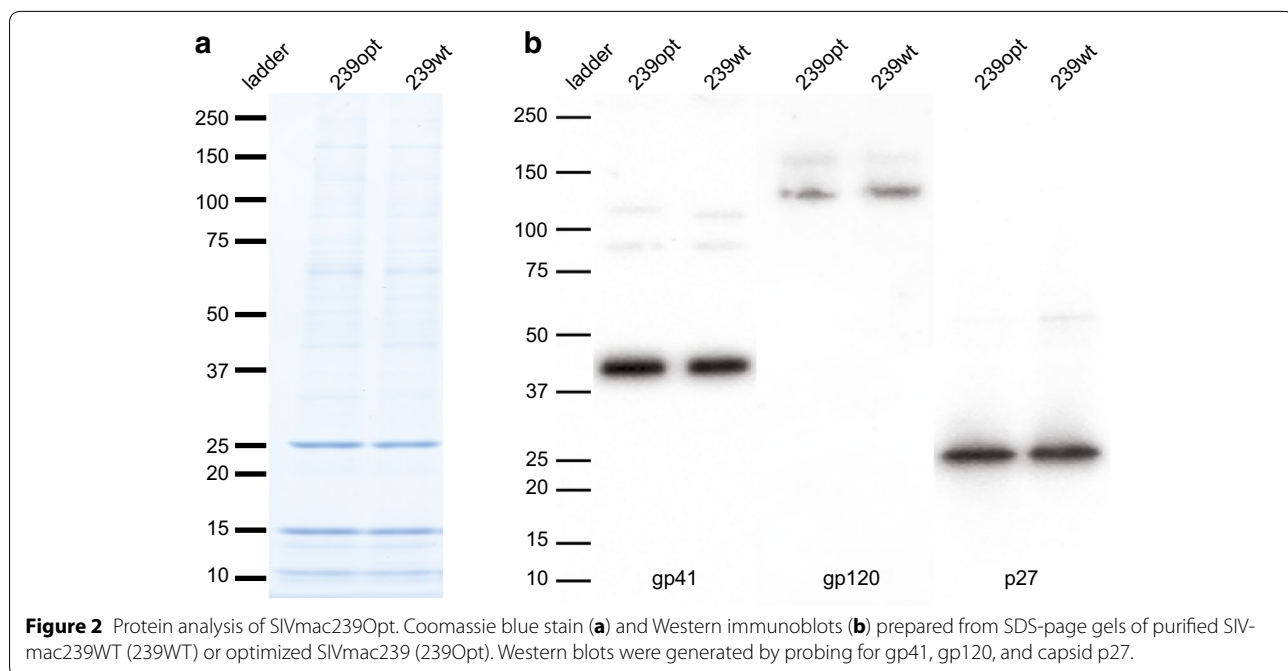 a
ladder
239opt
239wt
250
150
100
75
50
37
25
20
15
10
b
ladder
239opt
239wt
239opt
239wt
239opt
239wt
250
150
100
75
50
37
25
20
15
10
gp41
gp120
p27
Figure 2 Protein analysis of SIVmac239Opt. Coomassie blue stain (a) and Western immunoblots (b) prepared from SDS-page gels of purified SIV-
mac239WT (239WT) or optimized SIVmac239 (239Opt). Western blots were generated by probing for gp41, gp120, and capsid p27.